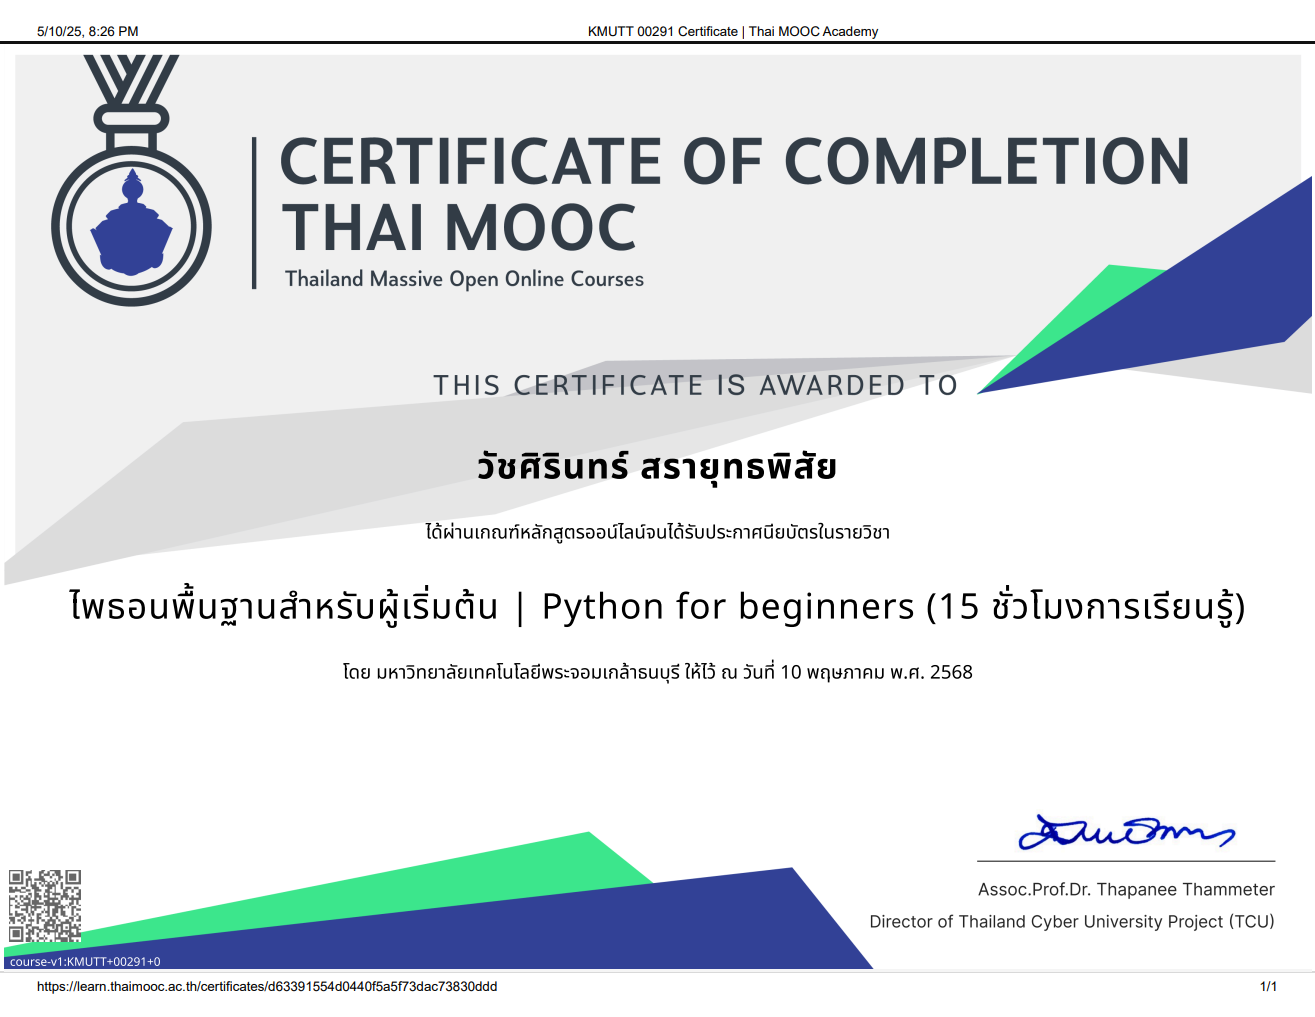 5/10/25, 8:26 PM
KMUTT 00291 Certificate | Thai MOOC Academy
CERTIFICATE OF COMPLETION
THAI MOOC
Thailand Massive Open Online Courses
THIS CERTIFICATE IS AWARDED TO
วัชศิรินทร์ สรายุทธพิสัย
ได้ผ่านเกณฑ์หลักสูตรออนไลน์จนได้รับประกาศนียบัตรในรายวิชา
ไพธอนพื้นฐานสำหรับผู้เริ่มต้น | Python for beginners (15 ชั่วโมงการเรียนรู้)
โดย มหาวิทยาลัยเทคโนโลยีพระจอมเกล้าธนบุรี ให้ไว้ ณ วันที่ 10 พฤษภาคม พ.ศ. 2568
Assoc.Prof.Dr. Thapanee Thammeter
Director of Thailand Cyber University Project (TCU)
course-v1:KMUTT+00291+0
https://learn.thaimooc.ac.th/certificates/d63391554d0440f5a5f73dac73830ddd
1/1